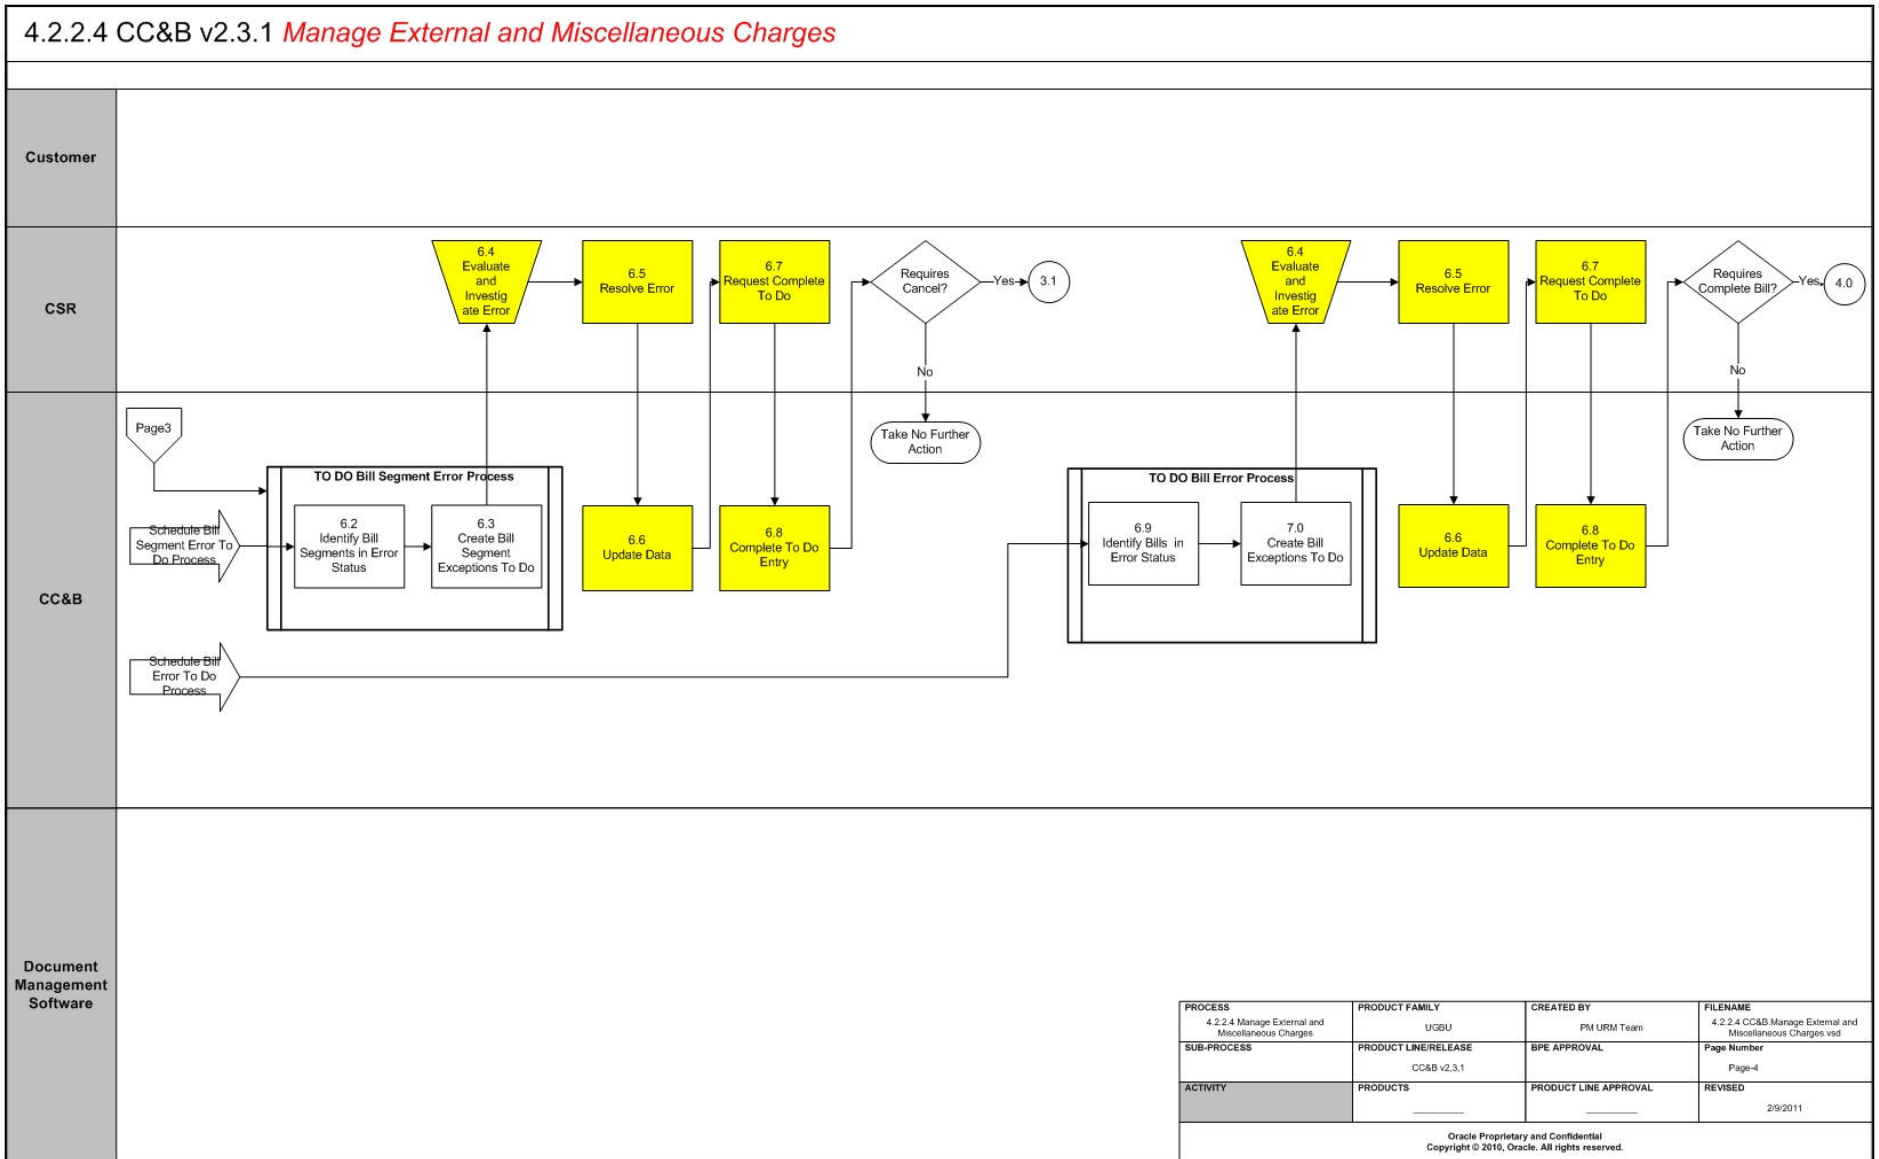 4.2.2.4 CC&B v2.3.1 Manage External and Miscellaneous Charges
Customer
CSR
6.4
Evaluate
and
Investig
ate Error
6.5
Resolve Error
6.7
Request Complete
To Do
Requires
Cancel?
Yes
3.1
No
6.4
Evaluate
and
Investig
ate Error
6.5
Resolve Error
6.7
Request Complete
To Do
Requires
Complete Bill?
Yes
4.0
No
CC&B
Page3
Take No Further
Action
Take No Further
Action
TO DO Bill Segment Error Process
Schedule Bill
Segment Error To
Do Process
6.2
Identify Bill
Segments in Error
Status
6.3
Create Bill
Segment
Exceptions To Do
6.6
Update Data
6.8
Complete To Do
Entry
TO DO Bill Error Process
6.9
Identify Bills in
Error Status
7.0
Create Bill
Exceptions To Do
6.6
Update Data
6.8
Complete To Do
Entry
Schedule Bill
Error To Do
Process
Document
Management
Software
PROCESS
4.2.2.4 Manage External and
Miscellaneous Charges
PRODUCT FAMILY
UGBU
CREATED BY
PM URM Team
FILENAME
4.2.2.4 CC&B.Manage External and
Miscellaneous Charges.vsd
SUB-PROCESS
PRODUCT LINE/RELEASE
CC&B v2,3,1
BPE APPROVAL
Page Number
Page-4
ACTIVITY
PRODUCTS
PRODUCT LINE APPROVAL
REVISED
2/9/2011
Oracle Proprietary and Confidential
Copyright © 2010, Oracle. All rights reserved.